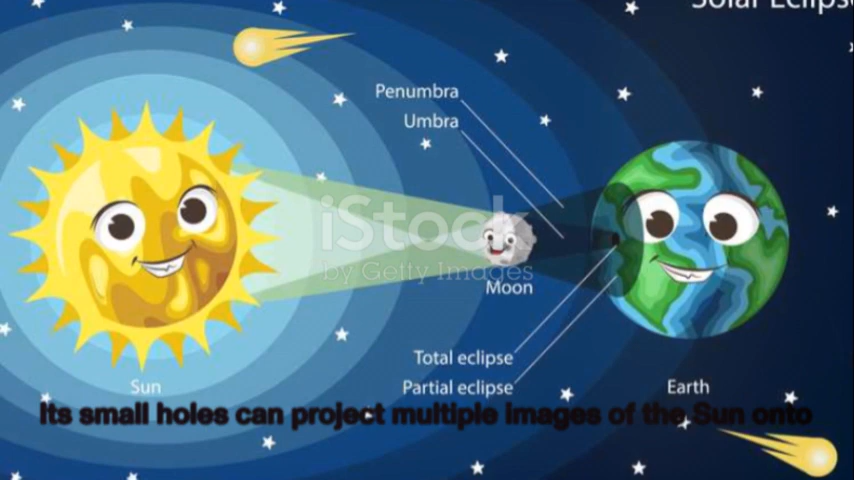 Solar Eclipse
Penumbra
Umbra
iStock
by Getty Images
Moon
Total eclipse
Partial eclipse
Sun
Earth
Its small holes can project multiple images of the Sun onto